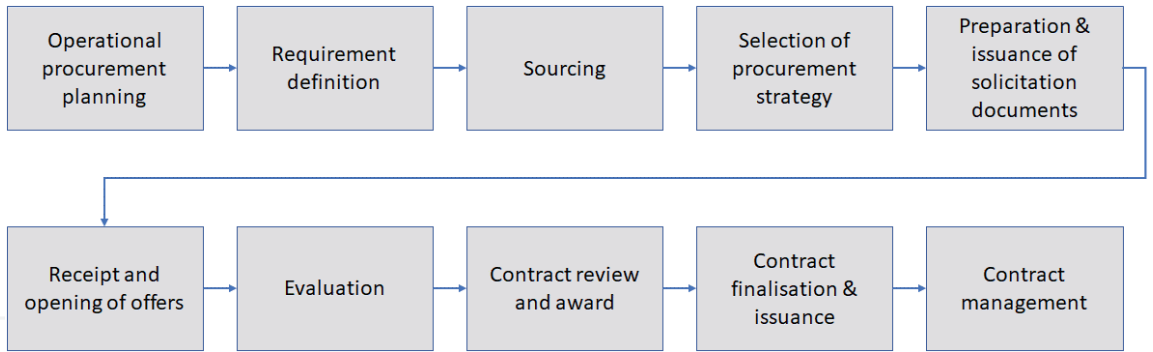 Operational
procurement
planning
Requirement
definition
Sourcing
Selection of
procurement
strategy
Preparation &
issuance of
solicitation
documents
Receipt and
opening of offers
Evaluation
Contract review
and award
Contract
finalisation &
issuance
Contract
management